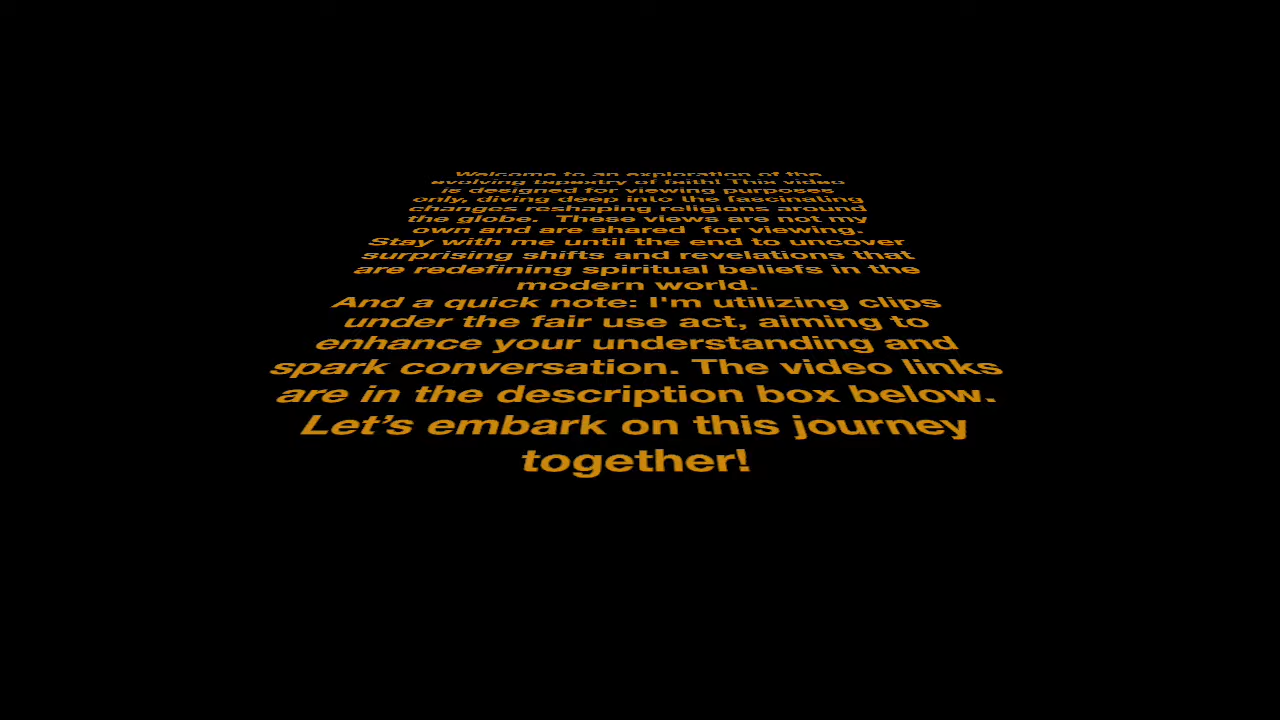 Welcome to an exploration of the
evolving tapestry of faith! This video
is designed for viewing purposes
only, diving deep into the fascinating
changes reshaping religions around
the globe.  These views are not my
own and are shared  for viewing.
Stay with me until the end to uncover
surprising shifts and revelations that
are redefining spiritual beliefs in the
modern world.
And a quick note: I'm utilizing clips
under the fair use act, aiming to
enhance your understanding and
spark conversation. The video links
are in the description box below.
Let’s embark on this journey
together!